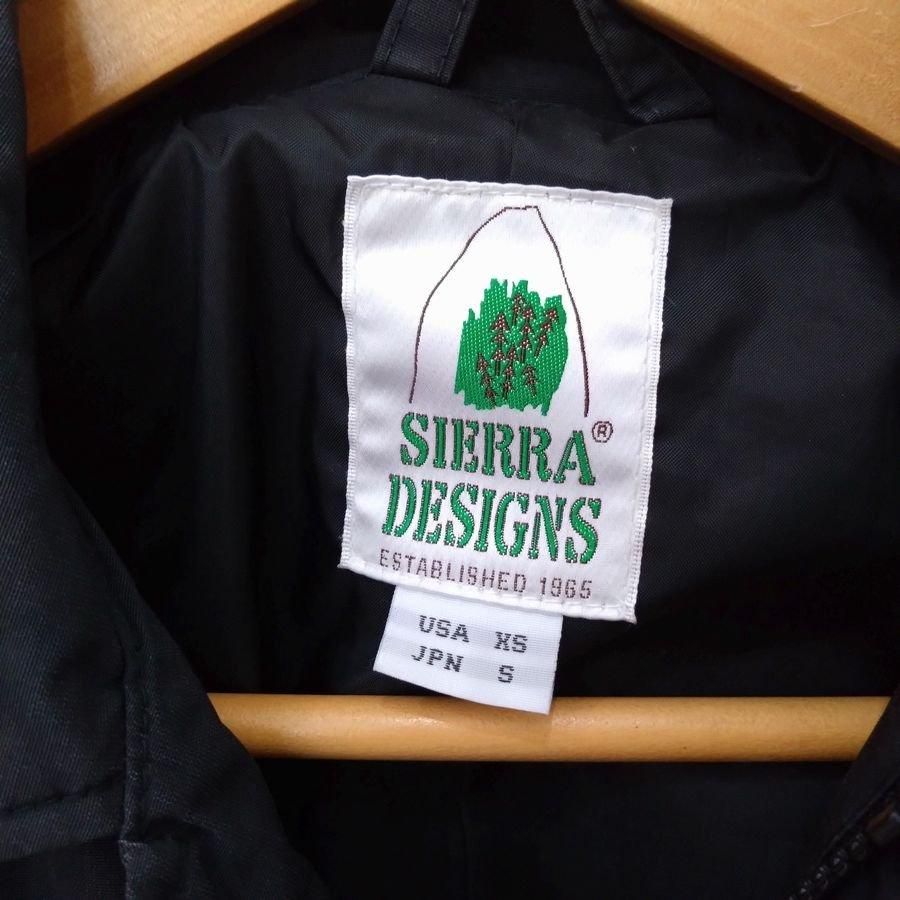 SIERRA®
DESIGNS
ESTABLISHED 1965
USA XS
JPN S